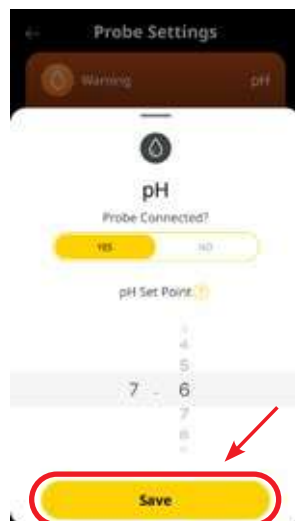 Probe Settings
Warning pH
pH
Probe Connected?
YES NO
pH Set Point ?
4
5
7 . 6
7
8
Save